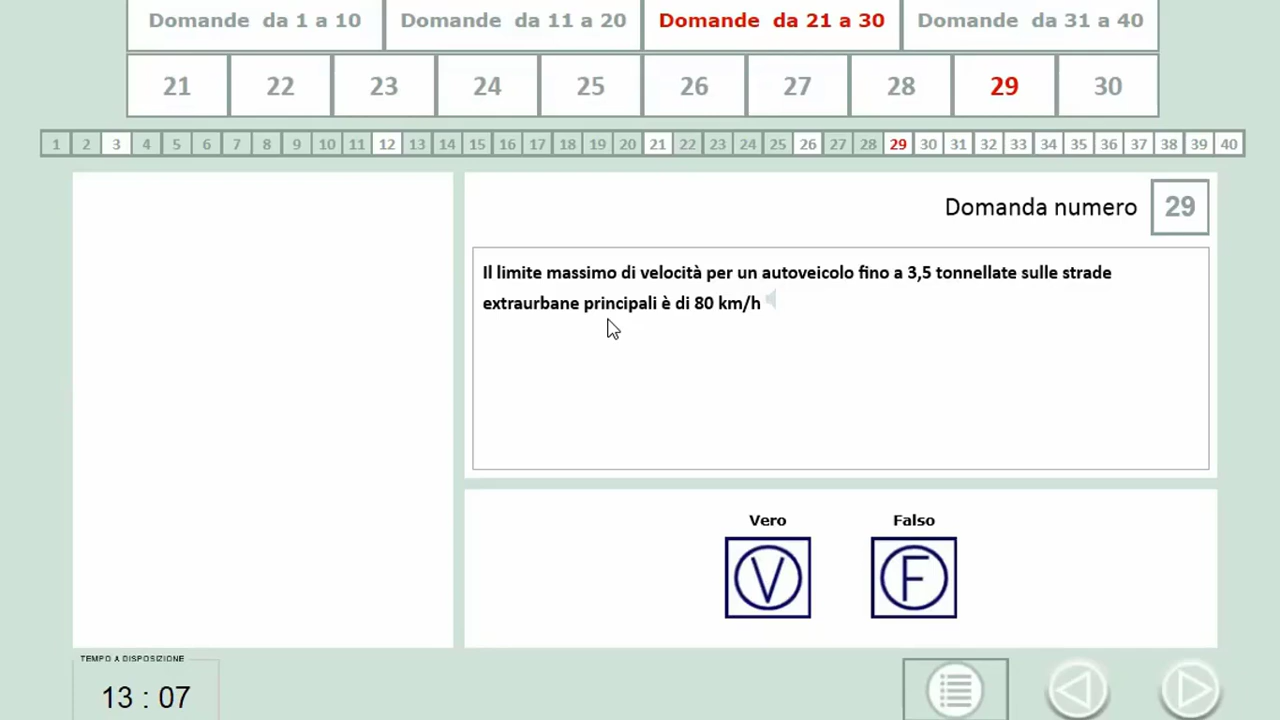 Domande da 1 a 10
Domande da 11 a 20
Domande da 21 a 30
Domande da 31 a 40
21 22 23 24 25 26 27 28 29 30
1 2 3 4 5 6 7 8 9 10 11 12 13 14 15 16 17 18 19 20 21 22 23 24 25 26 27 28 29 30 31 32 33 34 35 36 37 38 39 40
Domanda numero 29
Il limite massimo di velocità per un autoveicolo fino a 3,5 tonnellate sulle strade
extraurbane principali è di 80 km/h
Vero Falso
V F
TEMPO A DISPOSIZIONE
13 : 07